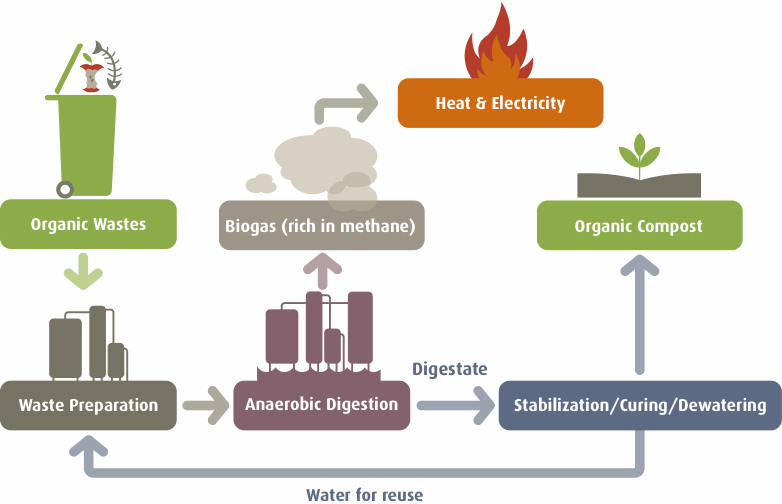 Heat & Electricity
Organic Wastes
Biogas (rich in methane)
Organic Compost
Digestate
Waste Preparation
Anaerobic Digestion
Stabilization/Curing/Dewatering
Water for reuse